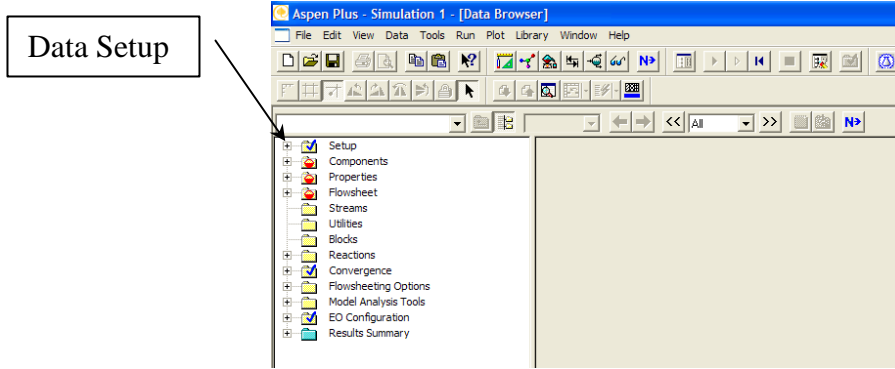 Data Setup
Aspen Plus - Simulation 1 - [Data Browser]
File Edit View Data Tools Run Plot Library Window Help
N
All
N
Setup
Components
Properties
Flowsheet
Streams
Utilities
Blocks
Reactions
Convergence
Flowsheeting Options
Model Analysis Tools
EO Configuration
Results Summary